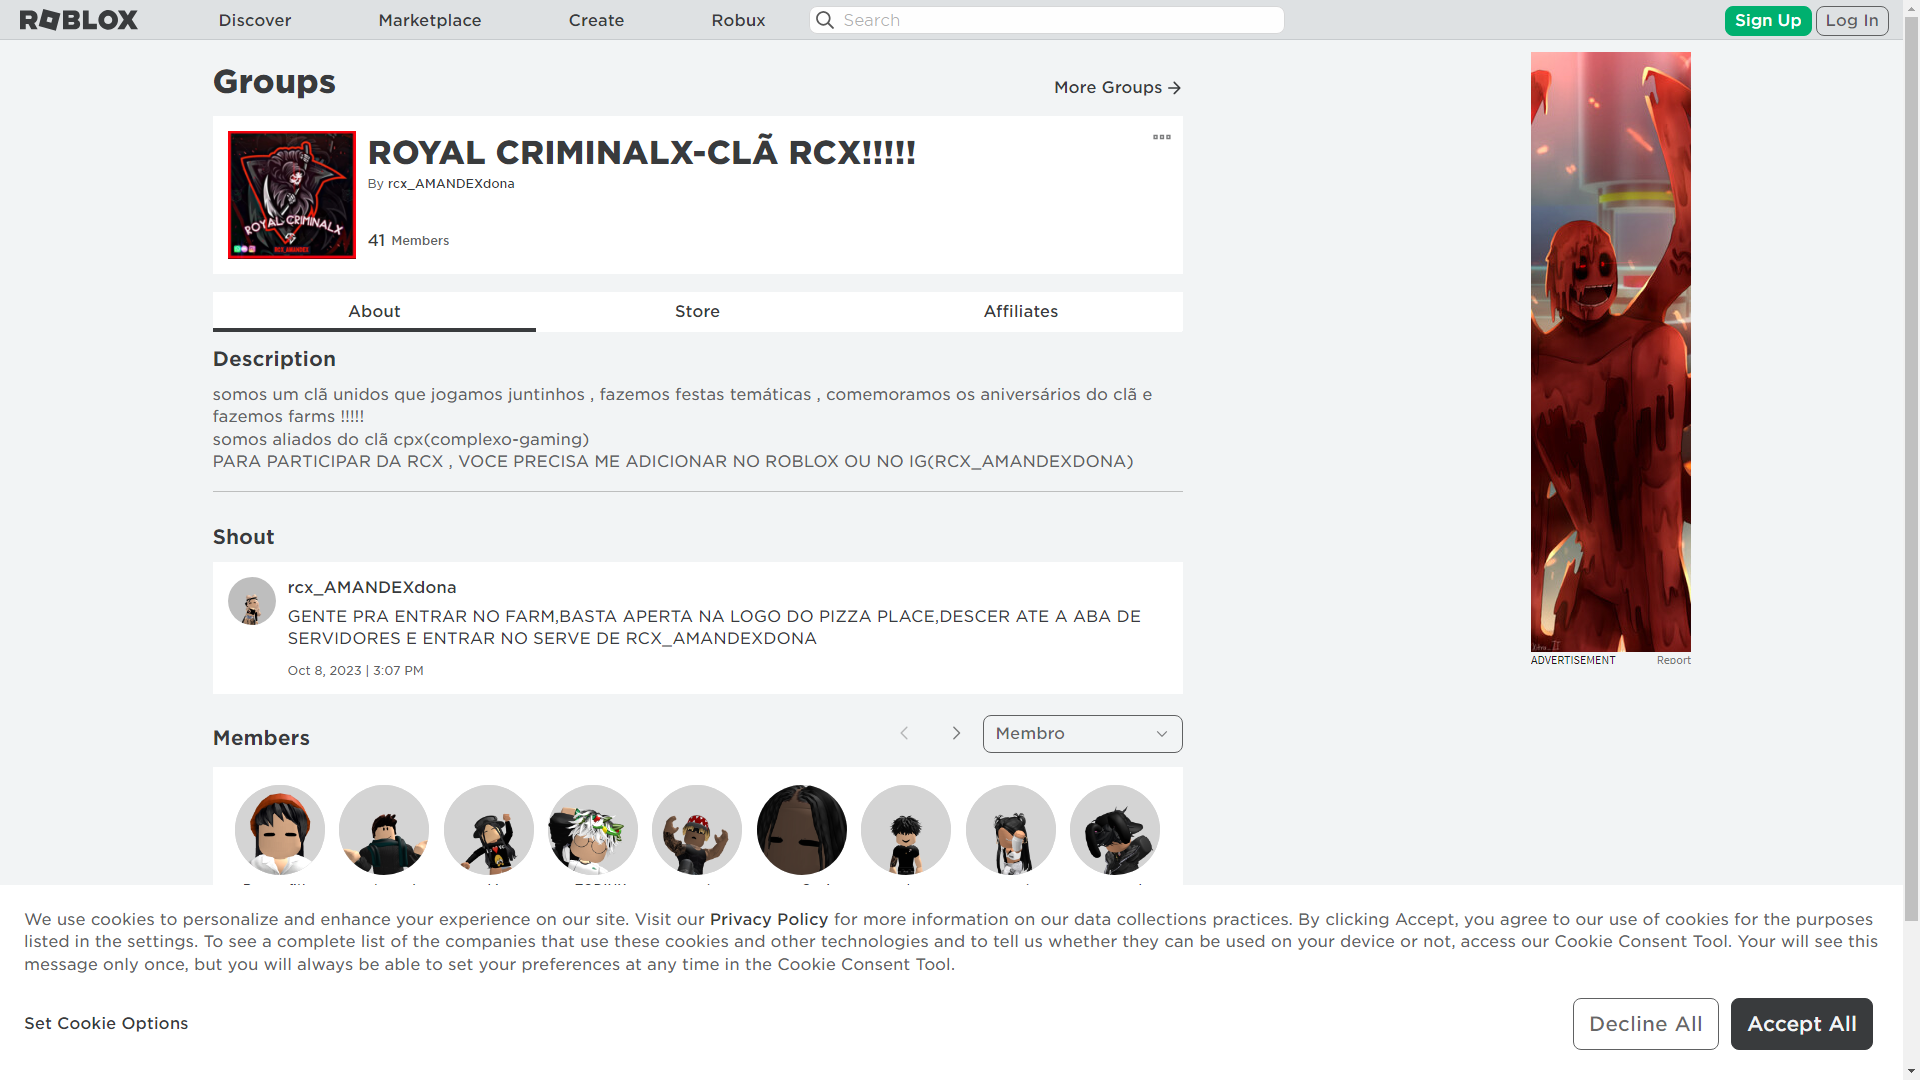 ROBLOX
Discover
Marketplace
Create
Robux
Search
Sign Up
Log In
Groups
More Groups
ROYAL CRIMINALX-CLÃ RCX!!!!!
By rcx_AMANDEXdona
41 Members
ROYAL CRIMINALX
RCX_AMANDEX
About
Store
Affiliates
Description
somos um clã unidos que jogamos juntinhos , fazemos festas temáticas , comemoramos os aniversários do clã e
fazemos farms !!!!!
somos aliados do clã cpx(complexo-gaming)
PARA PARTICIPAR DA RCX , VOCE PRECISA ME ADICIONAR NO ROBLOX OU NO IG(RCX_AMANDEXDONA)
Shout
rcx_AMANDEXdona
GENTE PRA ENTRAR NO FARM,BASTA APERTA NA LOGO DO PIZZA PLACE,DESCER ATE A ABA DE
SERVIDORES E ENTRAR NO SERVE DE RCX_AMANDEXDONA
Oct 8, 2023 | 3:07 PM
ADVERTISEMENT
Report
Members
Membro
We use cookies to personalize and enhance your experience on our site. Visit our Privacy Policy for more information on our data collections practices. By clicking Accept, you agree to our use of cookies for the purposes
listed in the settings. To see a complete list of the companies that use these cookies and other technologies and to tell us whether they can be used on your device or not, access our Cookie Consent Tool. Your will see this
message only once, but you will always be able to set your preferences at any time in the Cookie Consent Tool.
Set Cookie Options
Decline All
Accept All